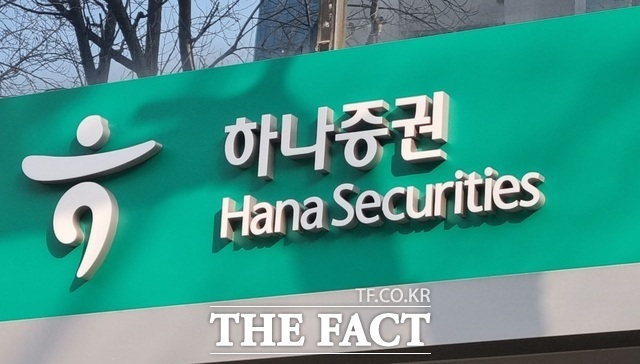 하나증권
Hana Securities
TF.CO.KR
THE FACT